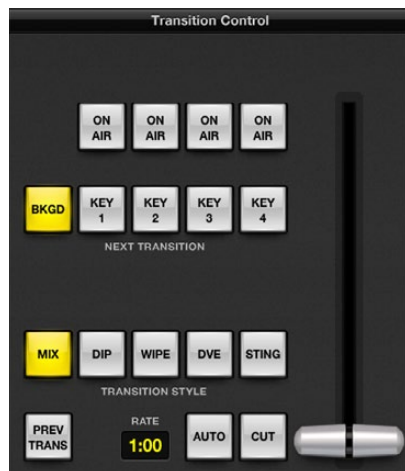 Transition Control
ON AIR
ON AIR
ON AIR
ON AIR
BKGD
KEY 1
KEY 2
KEY 3
KEY 4
NEXT TRANSITION
MIX
DIP
WIPE
DVE
STING
TRANSITION STYLE
PREV TRANS
RATE
1:00
AUTO
CUT